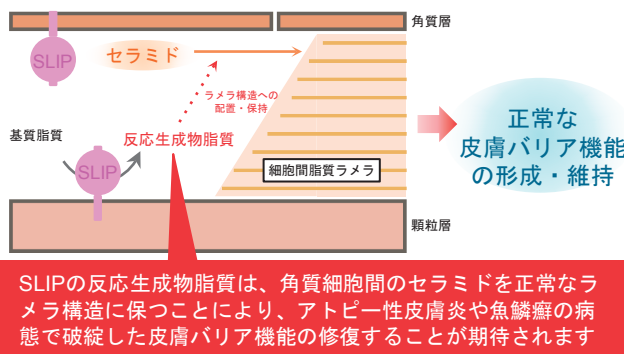 角質層
SLIP
セラミド
ラメラ構造への
配置・保持
基質脂質
反応生成物脂質
SLIP
細胞間脂質ラメラ
正常な
皮膚バリア機能
の形成・維持
顆粒層
SLIPの反応生成物脂質は、角質細胞間のセラミドを正常なラ
メラ構造に保つことにより、アトピー性皮膚炎や魚鱗癬の病
態で破綻した皮膚バリア機能の修復することが期待されます